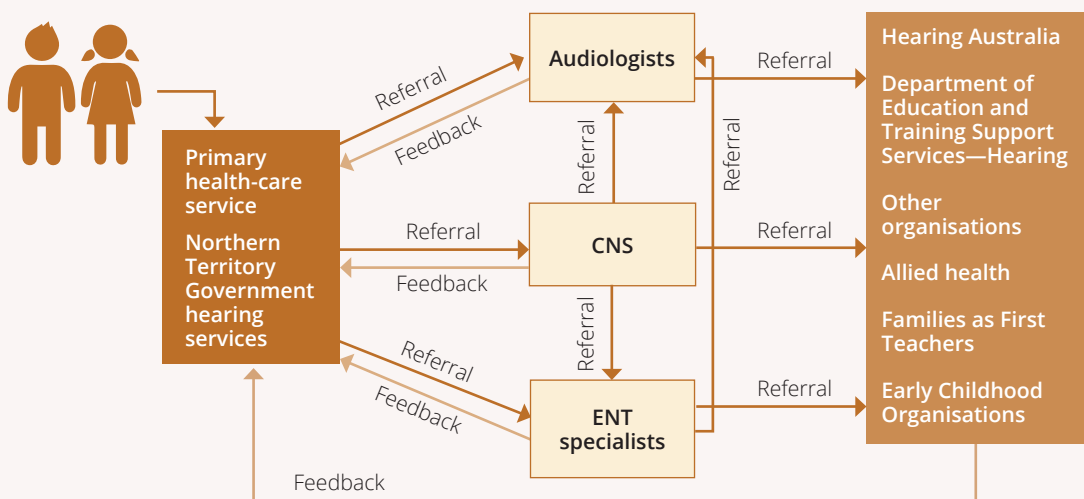 Primary
health-care
service
Northern
Territory
Government
hearing
services
Referral
Feedback
Referral
Feedback
Referral
Feedback
Audiologists
Referral
CNS
Referral
ENT
specialists
Referral
Referral
Referral
Referral
Hearing Australia
Department of
Education and
Training Support
Services—Hearing
Other
organisations
Allied health
Families as First
Teachers
Early Childhood
Organisations
Feedback